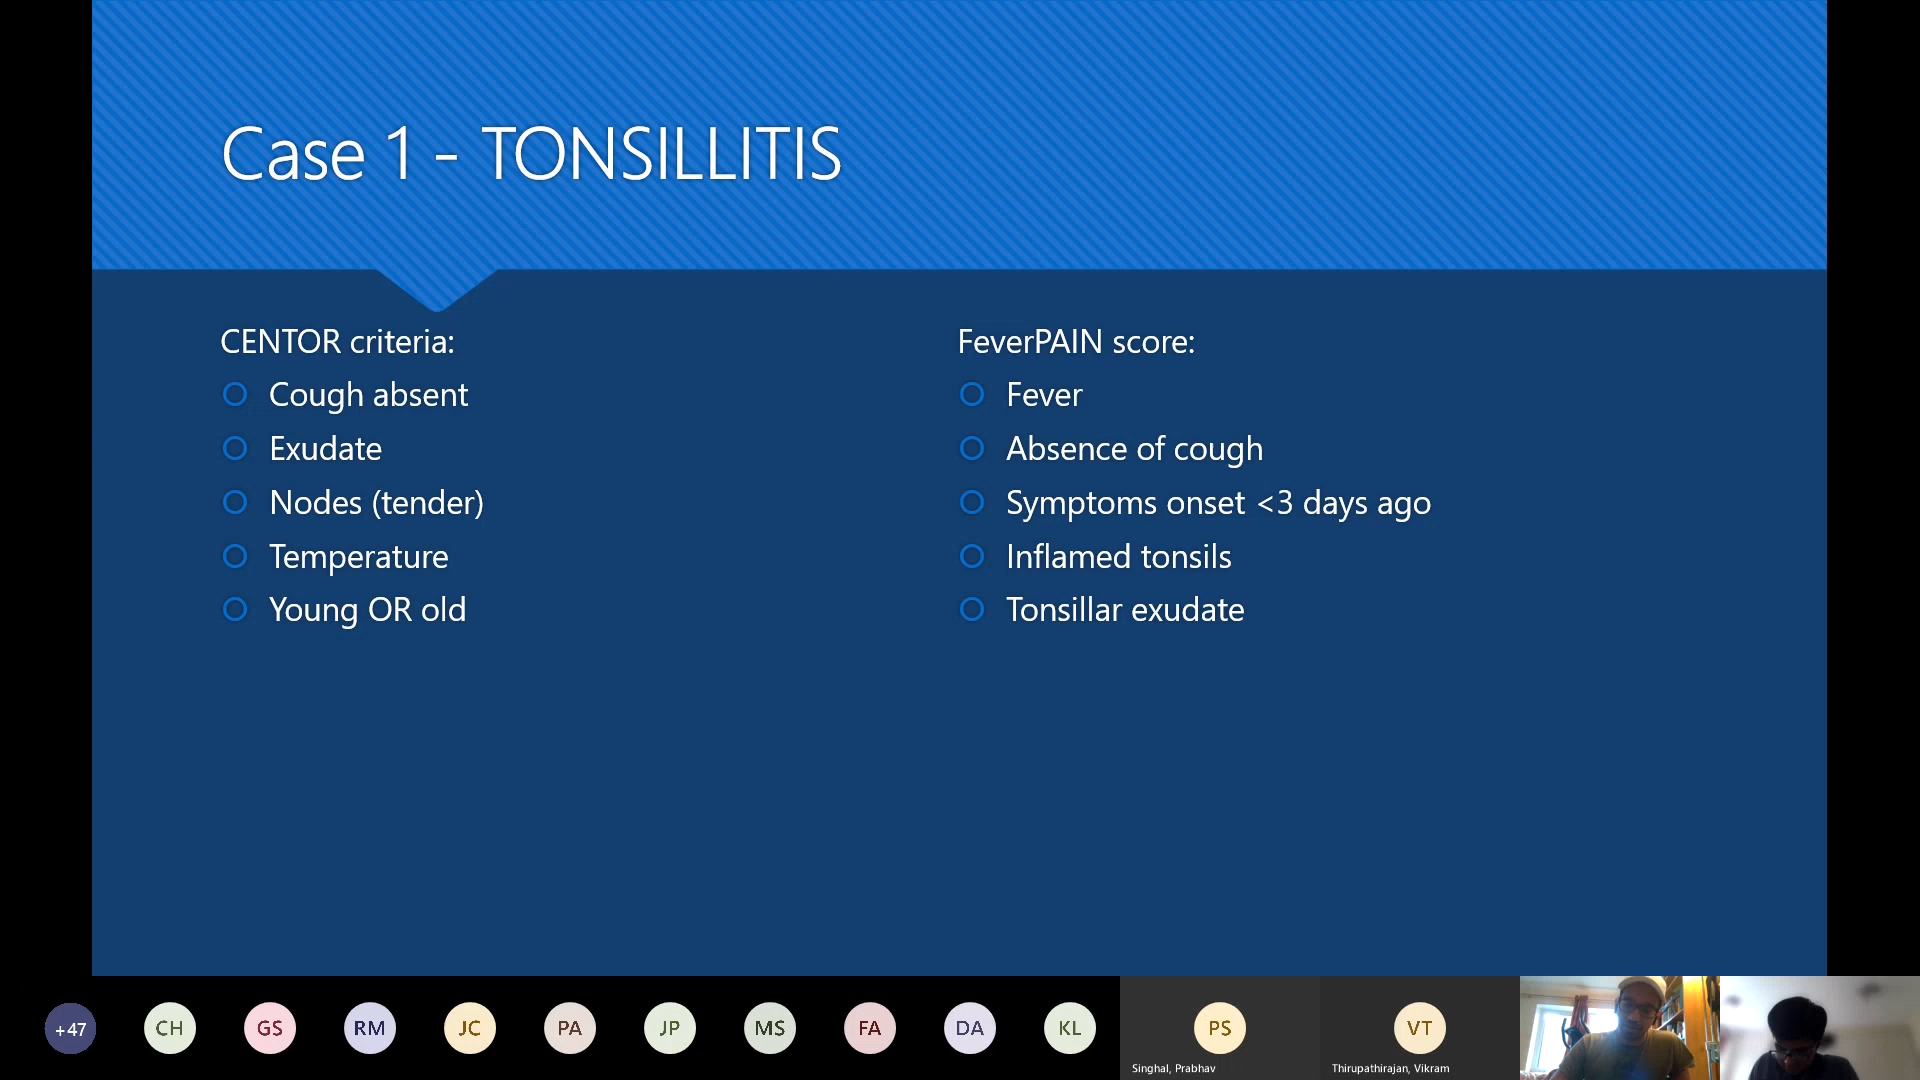 Case 1 - TONSILLITIS
CENTOR criteria:
Cough absent
Exudate
Nodes (tender)
Temperature
Young OR old
FeverPAIN score:
Fever
Absence of cough
Symptoms onset <3 days ago
Inflamed tonsils
Tonsillar exudate
+47
CH
GS
RM
JC
PA
JP
MS
FA
DA
KL
PS
VT
Singhal, Prabhav
Thirupathirajan, Vikram